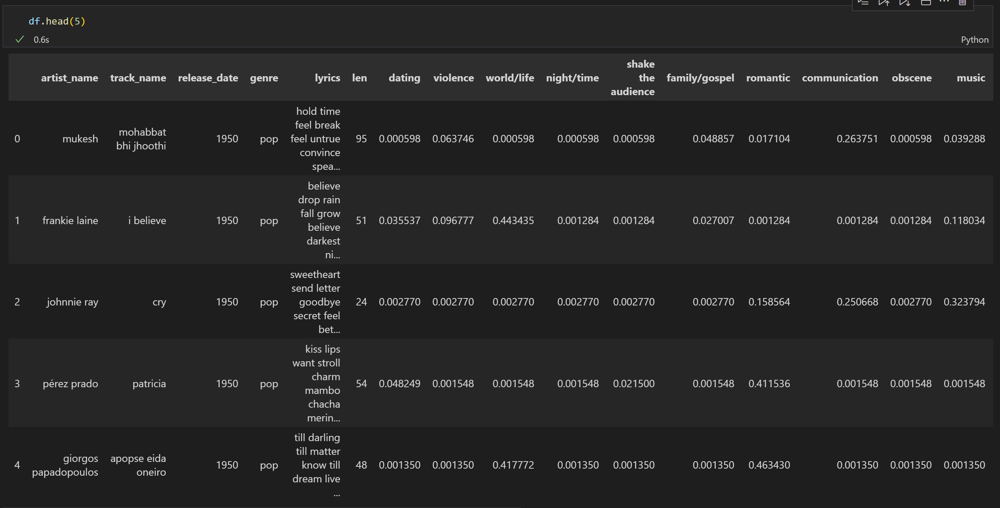 df.head(5)
0.6s
Python
artist_name track_name release_date genre lyrics len dating violence world/life night/time shake the audience family/gospel romantic communication obscene music
0 mukesh mohabbat bhi jhoothi 1950 pop hold time feel break feel untrue convince spea... 95 0.000598 0.063746 0.000598 0.000598 0.000598 0.048857 0.017104 0.263751 0.000598 0.039288
1 frankie laine i believe 1950 pop believe drop rain fall grow believe darkest ni... 51 0.035537 0.096777 0.443435 0.001284 0.001284 0.027007 0.001284 0.001284 0.001284 0.118034
2 johnnie ray cry 1950 pop sweetheart send letter goodbye secret feel bet... 24 0.002770 0.002770 0.002770 0.002770 0.002770 0.002770 0.158564 0.250668 0.002770 0.323794
3 pérez prado patricia 1950 pop kiss lips want stroll charm mambo chacha merin... 54 0.048249 0.001548 0.001548 0.001548 0.021500 0.001548 0.411536 0.001548 0.001548 0.001548
4 giorgos papadopoulos apopse eida oneiro 1950 pop till darling till matter know till dream live ... 48 0.001350 0.001350 0.417772 0.001350 0.001350 0.001350 0.463430 0.001350 0.001350 0.001350